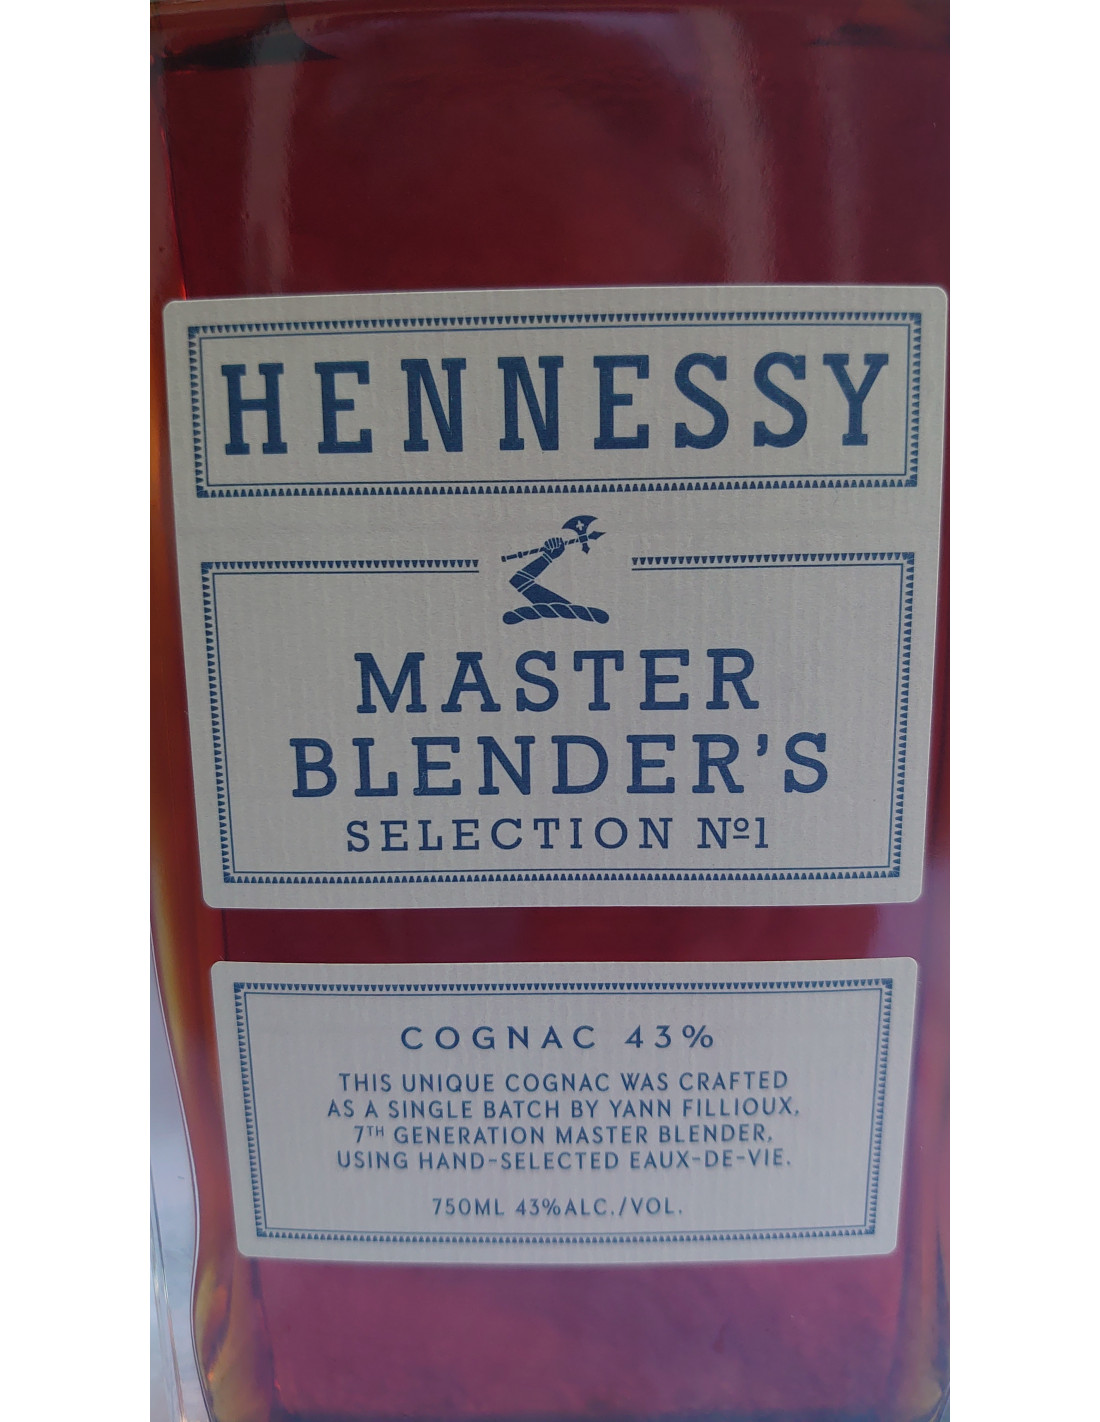 HENNESSY
MASTER
BLENDER'S
SELECTION Nº1
COGNAC 43%
THIS UNIQUE COGNAC WAS CRAFTED
AS A SINGLE BATCH BY YANN FILLIOUX,
7TH GENERATION MASTER BLENDER,
USING HAND-SELECTED EAUX-DE-VIE.
750ML 43%ALC./VOL.